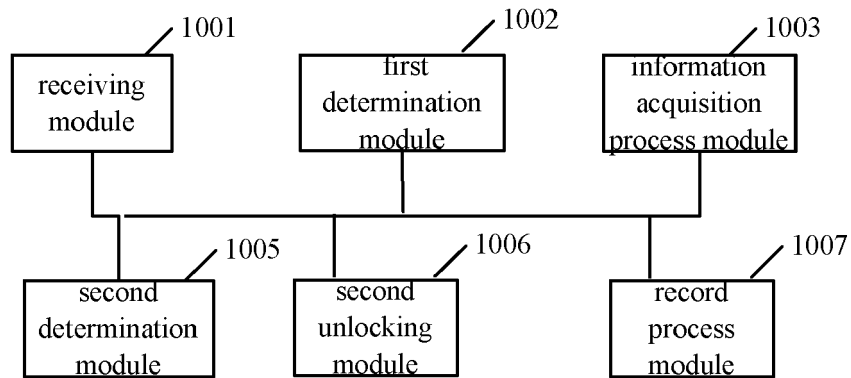 1001
receiving
module
1002
first
determination
module
1003
information
acquisition
process module
1005
second
determination
module
1006
second
unlocking
module
1007
record
process
module